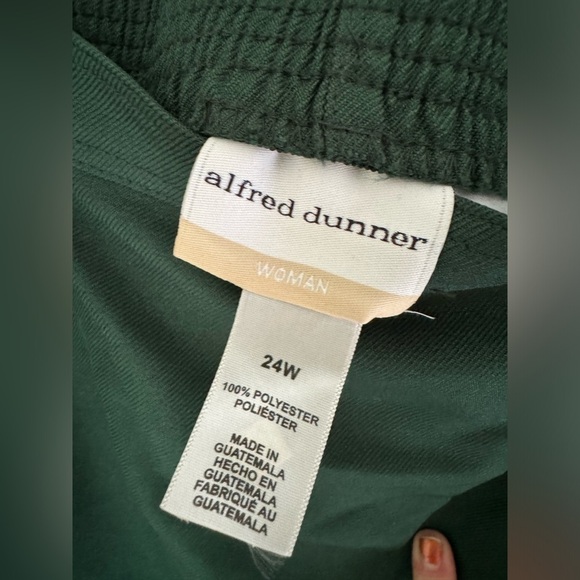 alfred dunner
WOMAN
24W
100% POLYESTER
POLIÉSTER
MADE IN
GUATEMALA
HECHO EN
GUATEMALA
FABRIQUÉ AU
GUATEMALA